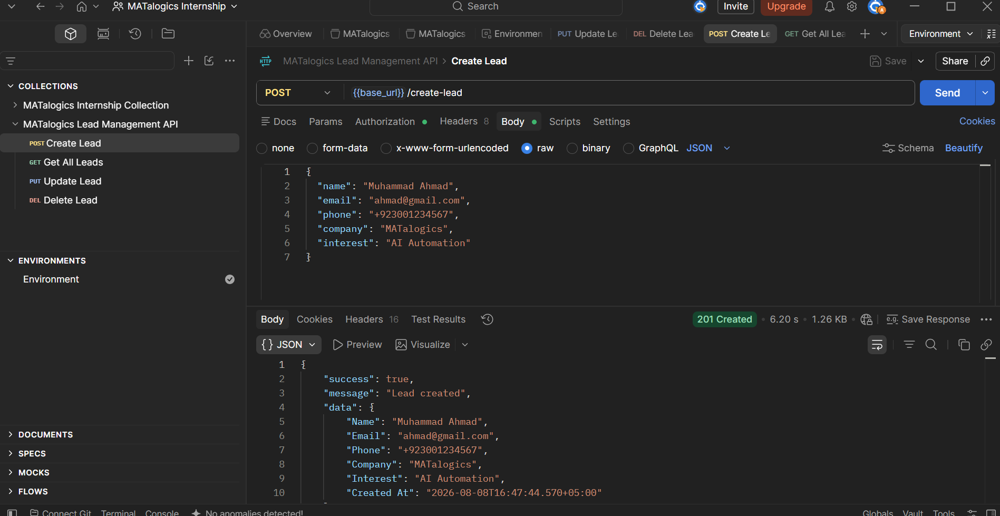 MATalogics Internship
Search
Invite
Upgrade
Overview
MATalogics
MATalogics
Environmen
PUT Update Le
DEL Delete Lea
POST Create Le
GET Get All Lea
Environment
MATalogics Lead Management API > Create Lead
Save
Share
COLLECTIONS
MATalogics Internship Collection
MATalogics Lead Management API
POST Create Lead
GET Get All Leads
PUT Update Lead
DEL Delete Lead
ENVIRONMENTS
Environment
DOCUMENTS
SPECS
MOCKS
FLOWS
HTTP
POST
{{base_url}} /create-lead
Send
Docs
Params
Authorization
Headers 8
Body
Scripts
Settings
Cookies
none
form-data
x-www-form-urlencoded
raw
binary
GraphQL
JSON
Schema
Beautify
1 {
2 "name": "Muhammad Ahmad",
3 "email": "ahmad@gmail.com",
4 "phone": "+923001234567",
5 "company": "MATalogics",
6 "interest": "AI Automation"
7 }
Body
Cookies
Headers 16
Test Results
201 Created
6.20 s
1.26 KB
e.g. Save Response
{} JSON
Preview
Visualize
1 {
2 "success": true,
3 "message": "Lead created",
4 "data": {
5 "Name": "Muhammad Ahmad",
6 "Email": "ahmad@gmail.com",
7 "Phone": "+923001234567",
8 "Company": "MATalogics",
9 "Interest": "AI Automation",
10 "Created At": "2026-08-08T16:47:44.570+05:00"
Connect Git
Terminal
Console
No anomalies detected!
Globals
Vault
Tools